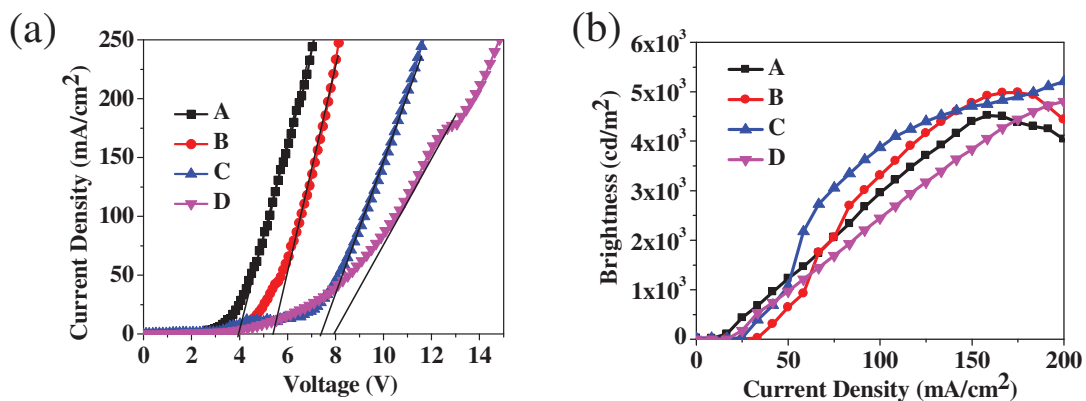 (a)
250
200
150
100
50
0
Current Density (mA/cm²)
A
B
C
D
0 2 4 6 8 10 12 14
Voltage (V)
(b)
6x10³
5x10³
4x10³
3x10³
2x10³
1x10³
0
Brightness (cd/m²)
A
B
C
D
0 50 100 150 200
Current Density (mA/cm²)